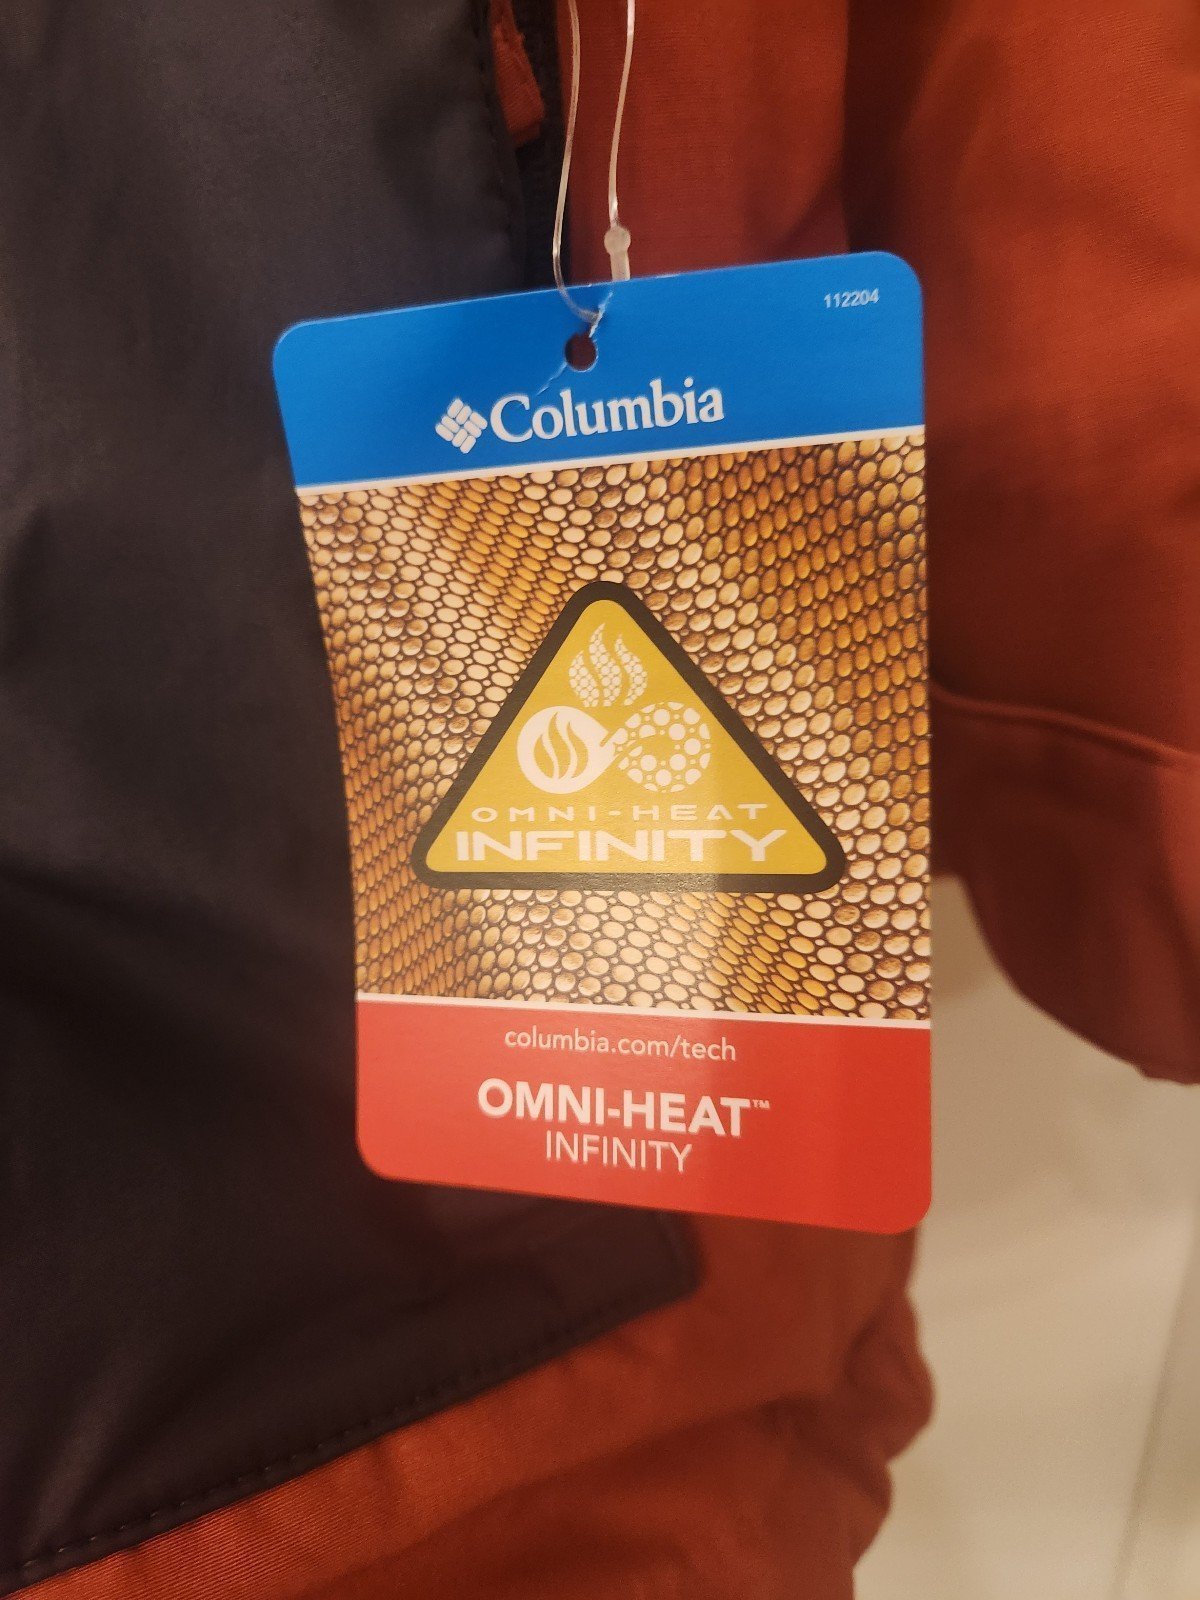 112204
Columbia
OMNI-HEAT
INFINITY
columbia.com/tech
OMNI-HEAT™
INFINITY